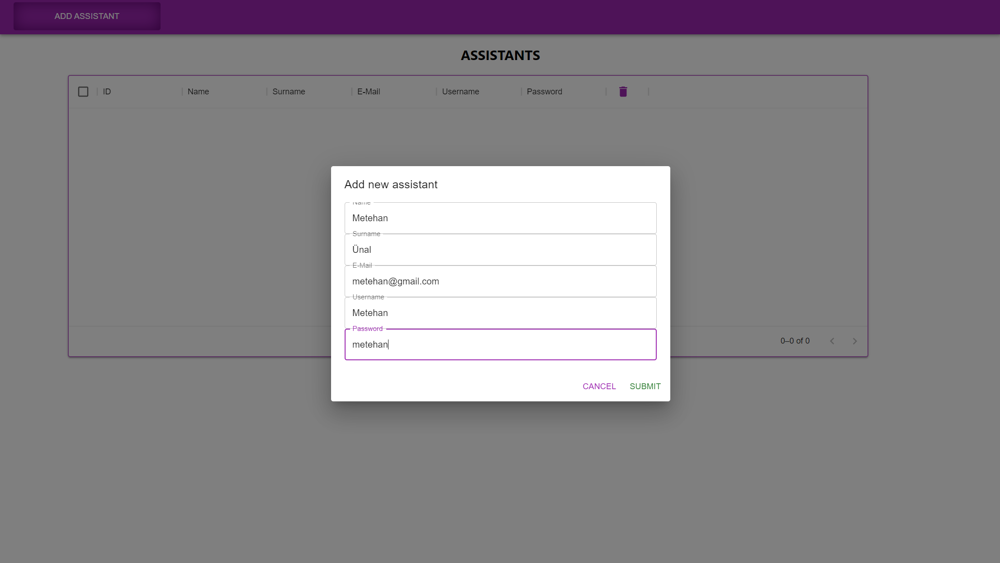 ADD ASSISTANT
ASSISTANTS
ID Name Surname E-Mail Username Password
Add new assistant
Name
Metehan
Surname
Ünal
E-Mail
metehan@gmail.com
Username
Metehan
Password
metehan
0–0 of 0
CANCEL SUBMIT